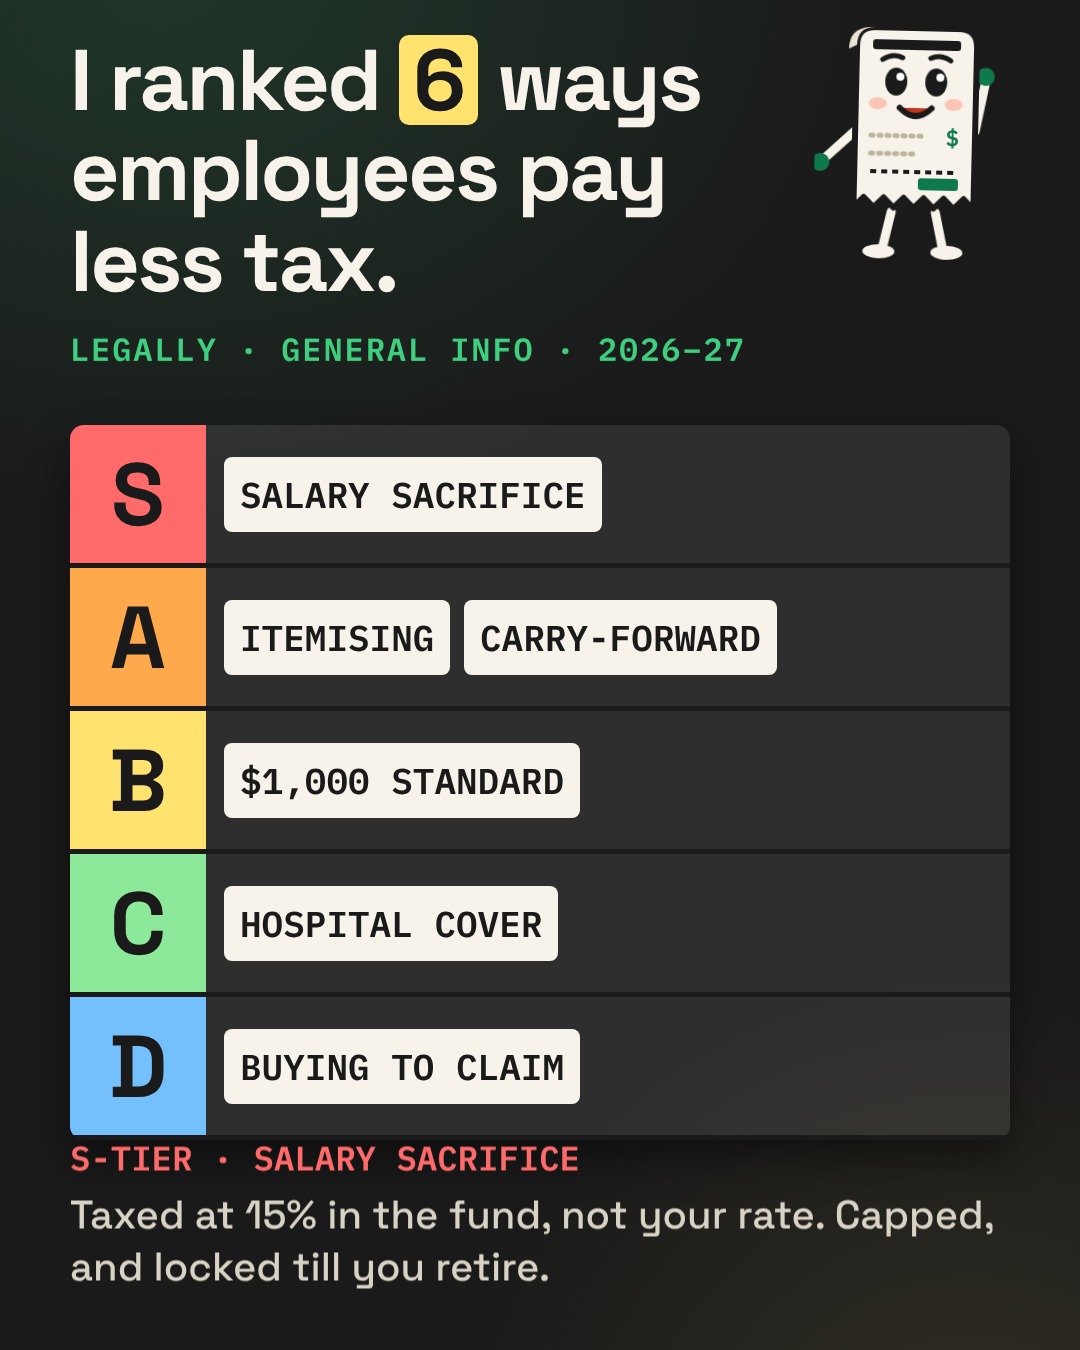 I ranked 6 ways
employees pay
less tax.
$
LEGALLY · GENERAL INFO · 2026–27
S
SALARY SACRIFICE
A
ITEMISING CARRY-FORWARD
B
$1,000 STANDARD
C
HOSPITAL COVER
D
BUYING TO CLAIM
S-TIER · SALARY SACRIFICE
Taxed at 15% in the fund, not your rate. Capped,
and locked till you retire.